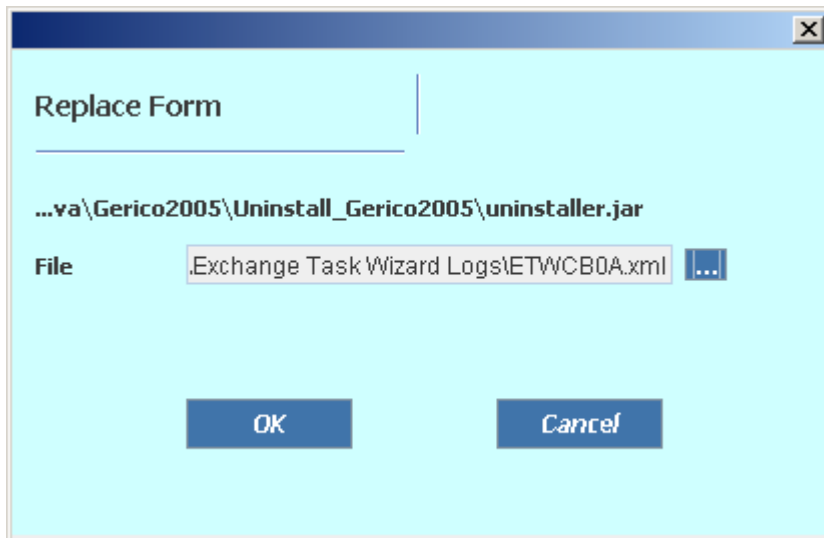 Replace Form
...va\Gerico2005\Uninstall_Gerico2005\uninstaller.jar
File .Exchange Task Wizard Logs\ETWCB0A.xml ...
OK Cancel